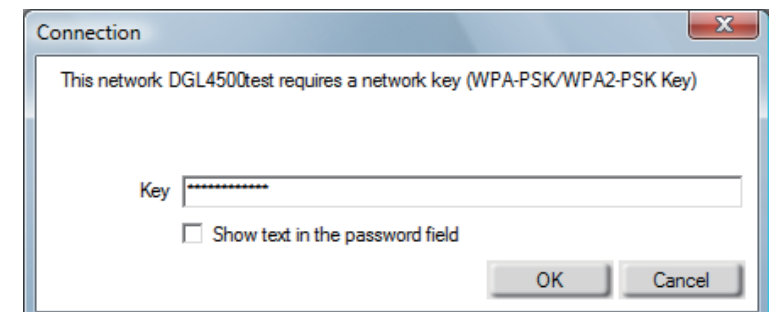 Connection
This network DGL4500test requires a network key (WPA-PSK/WPA2-PSK Key)
Key ************
Show text in the password field
OK Cancel